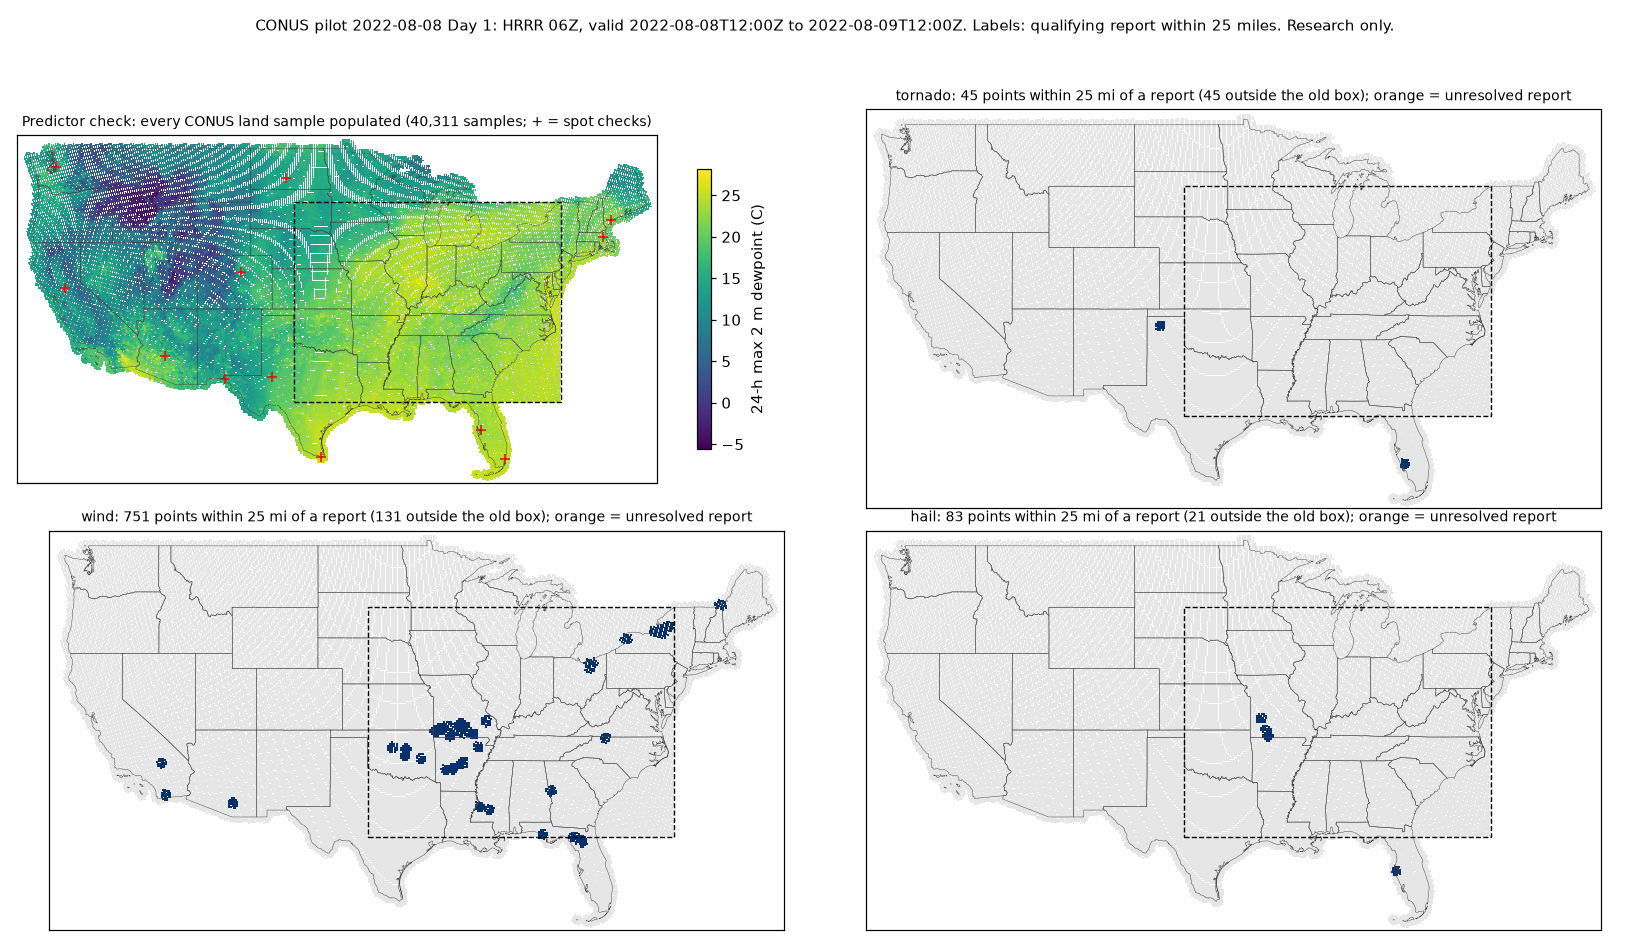 CONUS pilot 2022-08-08 Day 1: HRRR 06Z, valid 2022-08-08T12:00Z to 2022-08-09T12:00Z. Labels: qualifying report within 25 miles. Research only.
Predictor check: every CONUS land sample populated (40,311 samples; + = spot checks)
25
20
15
10
5
0
−5
24-h max 2 m dewpoint (C)
tornado: 45 points within 25 mi of a report (45 outside the old box); orange = unresolved report
wind: 751 points within 25 mi of a report (131 outside the old box); orange = unresolved report
hail: 83 points within 25 mi of a report (21 outside the old box); orange = unresolved report